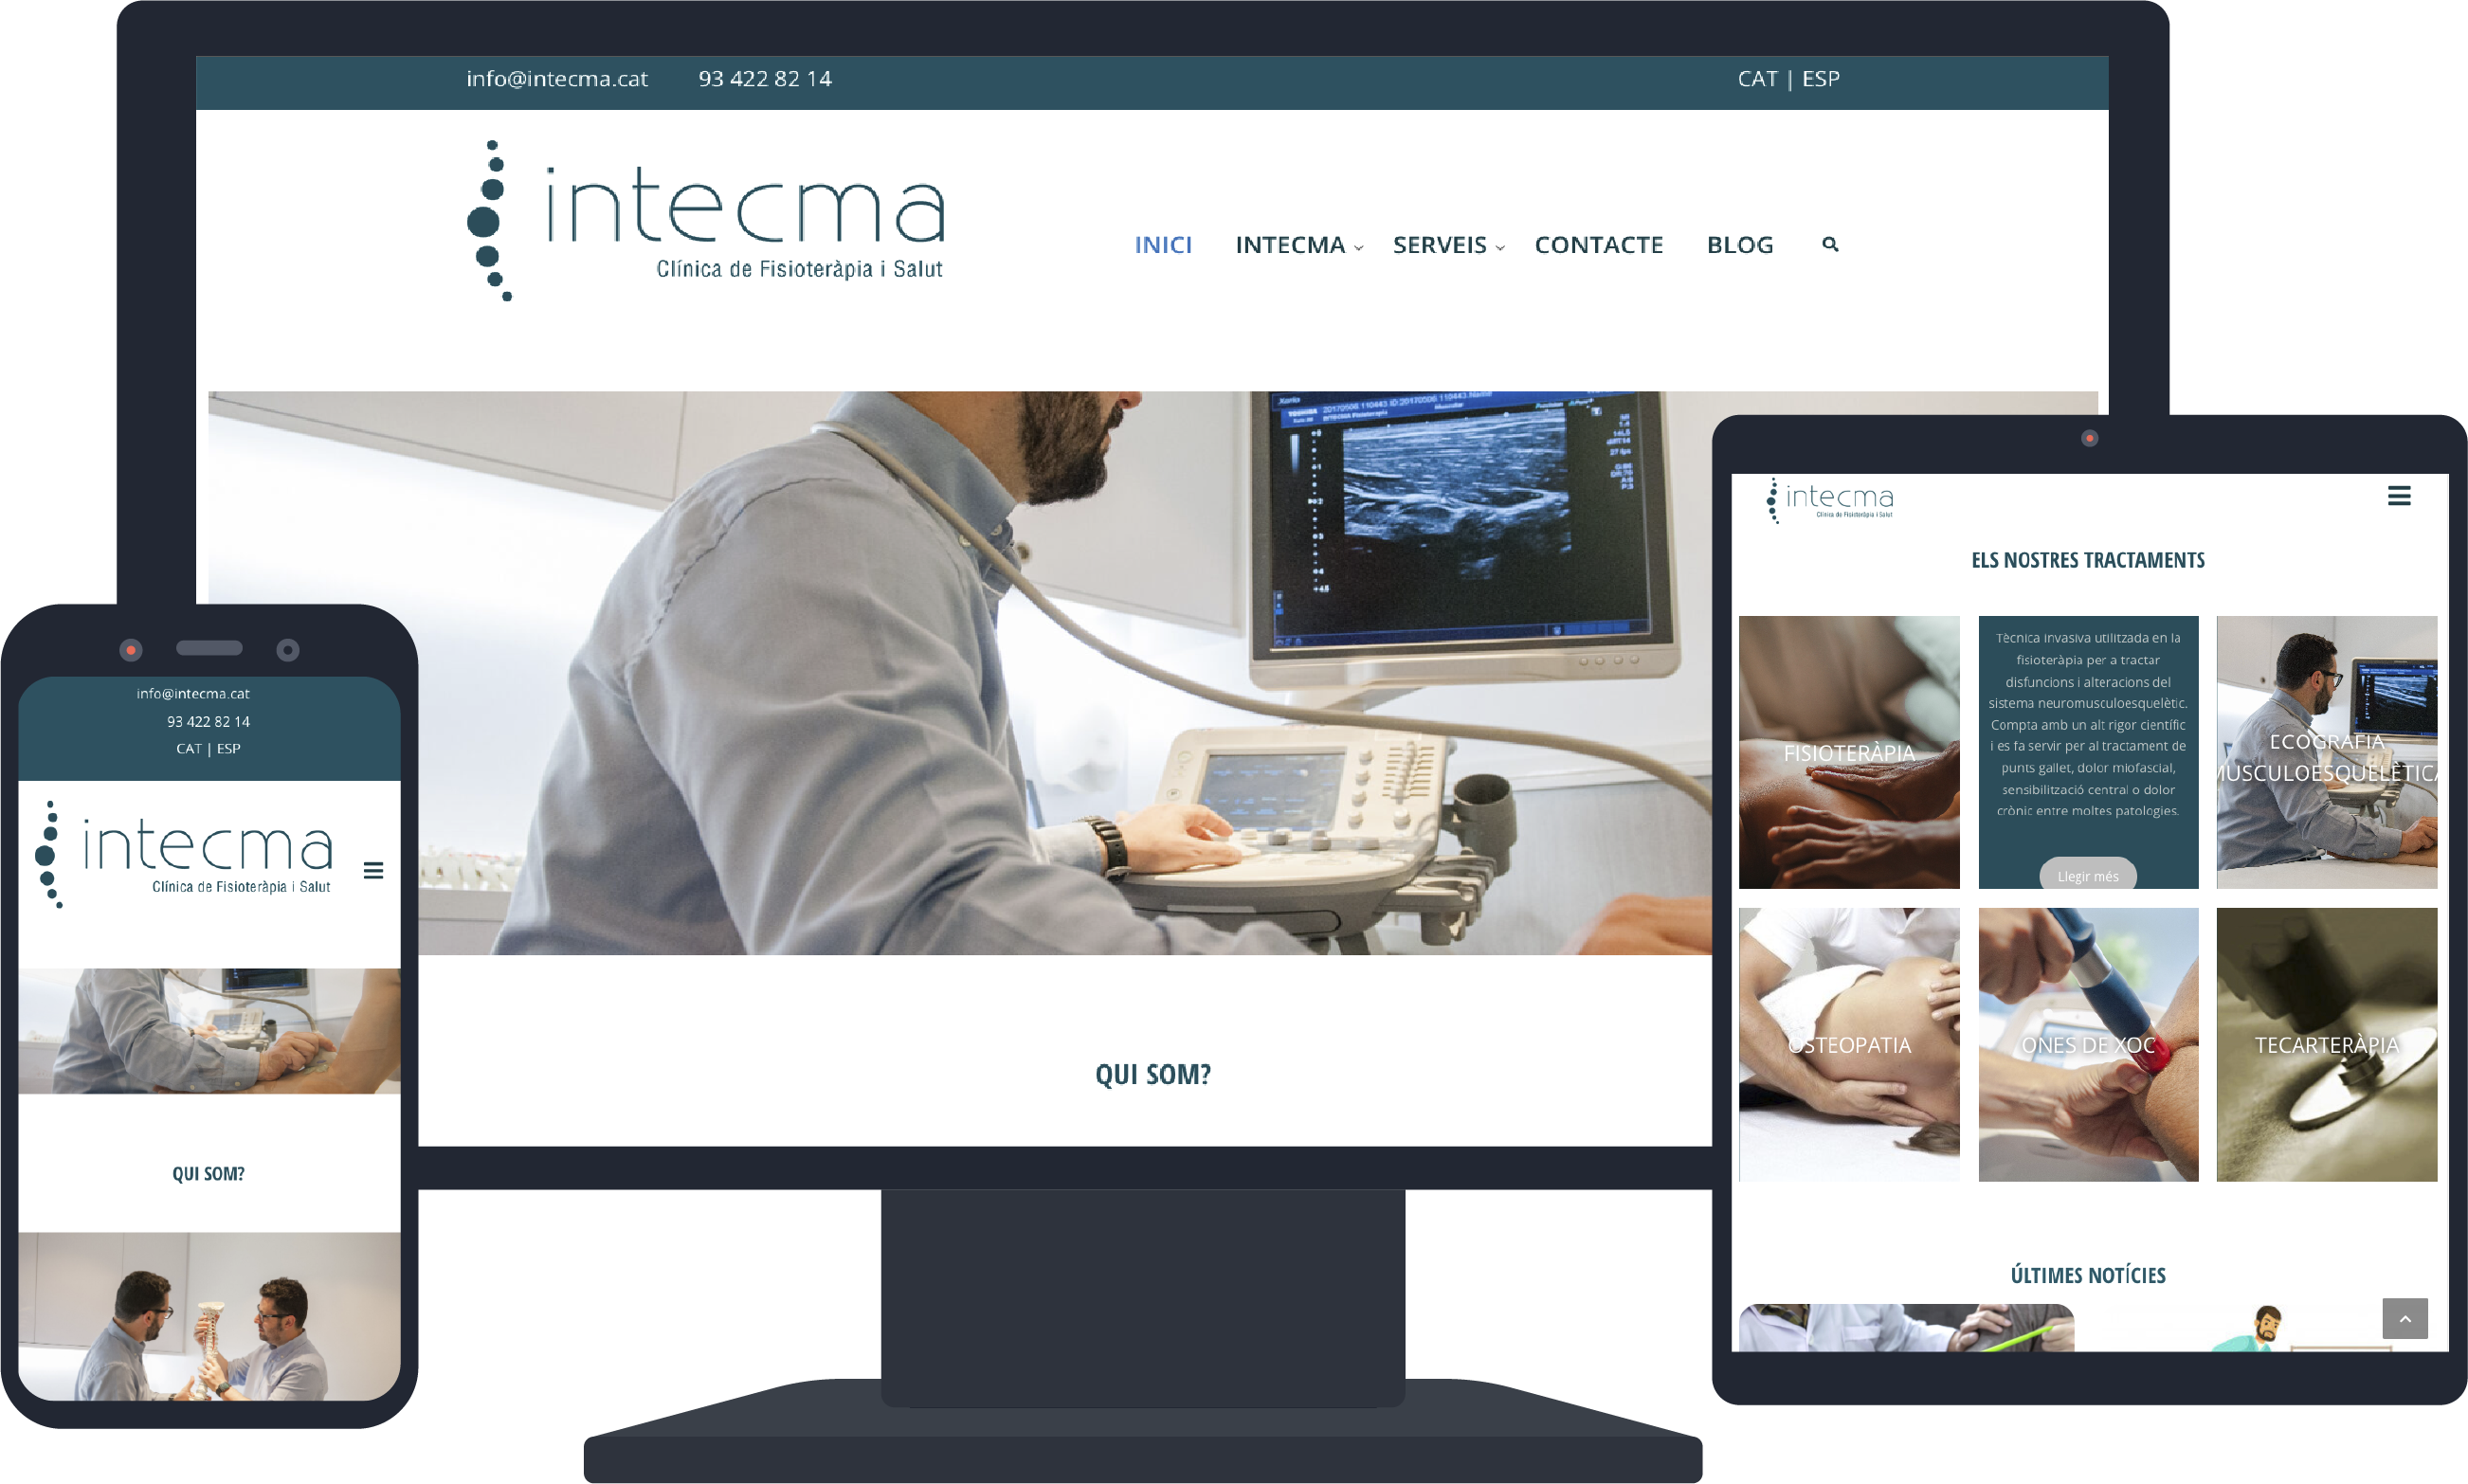 info@intecma.cat 93 422 82 14 CAT | ESP
intecma
Clínica de Fisioteràpia i Salut
INICI INTECMA SERVEIS CONTACTE BLOG
QUI SOM?
info@intecma.cat
93 422 82 14
CAT | ESP
intecma
Clínica de Fisioteràpia i Salut
QUI SOM?
intecma
Clínica de Fisioteràpia i Salut
ELS NOSTRES TRACTAMENTS
FISIOTERÀPIA
Tècnica invasiva utilitzada en la
fisioteràpia per a tractar
disfuncions i alteracions del
sistema neuromusculoesquelètic.
Compta amb un alt rigor científic
i es fa servir per al tractament de
punts gallet, dolor miofascial,
sensibilització central o dolor
crònic entre moltes patologies.
Llegir més
ECOGRAFIA
MUSCULOESQUELÈTICA
OSTEOPATIA
ONES DE XOC
TECARTERÀPIA
ÚLTIMES NOTÍCIES